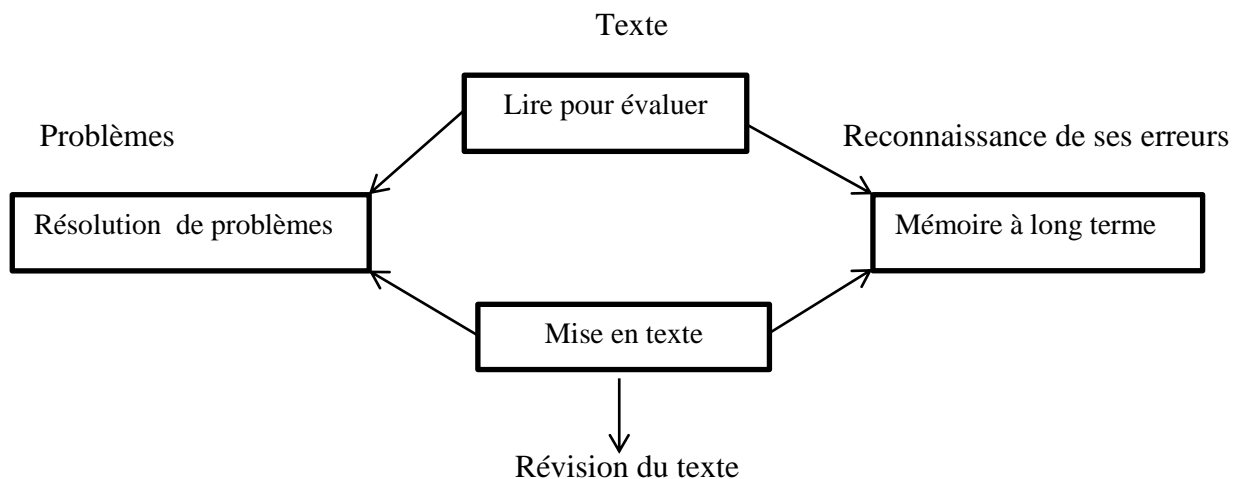 Texte
Lire pour évaluer
Problèmes
Reconnaissance de ses erreurs
Résolution de problèmes
Mémoire à long terme
Mise en texte
Révision du texte